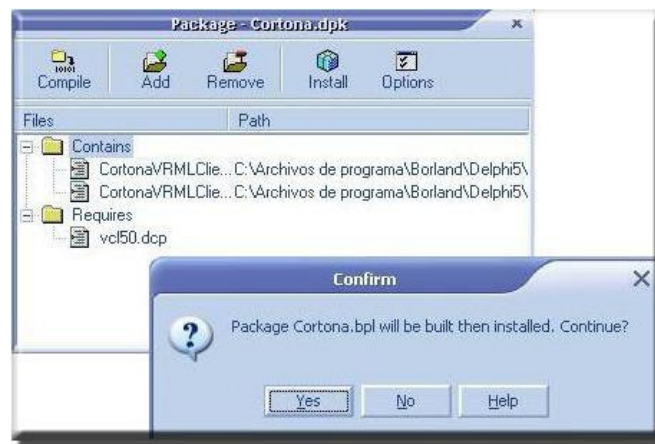 Package - Cortona.dpk
Compile Add Remove Install Options
Files Path
Contains
CortonaVRMLClie... C:\Archivos de programa\Borland\Delphi5\
CortonaVRMLClie... C:\Archivos de programa\Borland\Delphi5\
Requires
vcl50.dcp
Confirm
Package Cortona.bpl will be built then installed. Continue?
Yes No Help